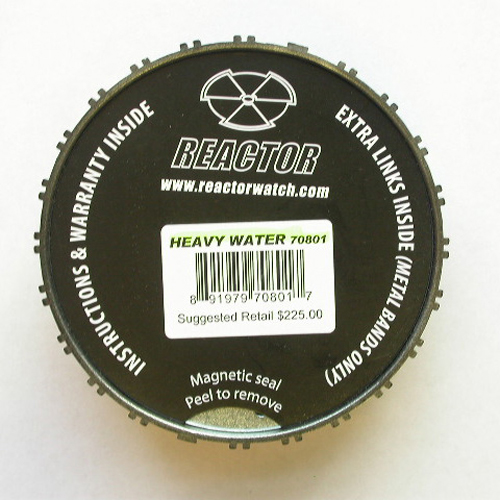 REACTOR
www.reactorwatch.com
INSTRUCTIONS & WARRANTY INSIDE
EXTRA LINKS INSIDE (METAL BANDS ONLY)
HEAVY WATER 70801
8 91979 70801 7
Suggested Retail $225.00
Magnetic seal
Peel to remove